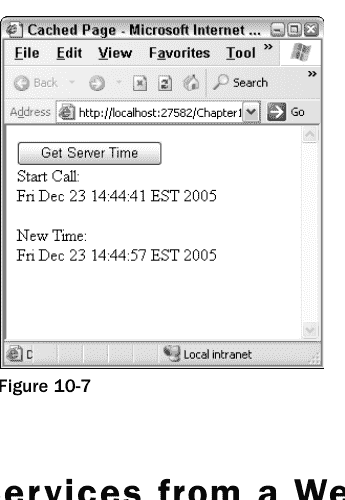 Cached Page - Microsoft Internet ...
File Edit View Favorites Tool »
Back Search »
Address http://localhost:27582/Chapter1 Go
Get Server Time
Start Call:
Fri Dec 23 14:44:41 EST 2005
New Time:
Fri Dec 23 14:44:57 EST 2005
Local intranet
Figure 10-7
ervices from a We